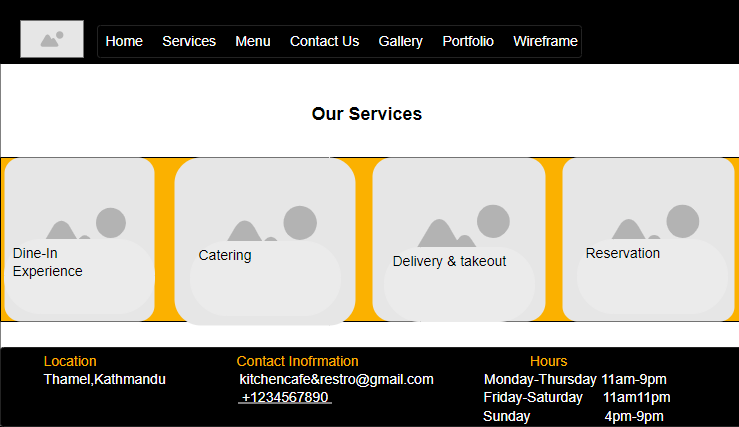 Home Services Menu Contact Us Gallery Portfolio Wireframe
Our Services
Dine-In
Experience
Catering
Delivery & takeout
Reservation
Location
Thamel,Kathmandu
Contact Inofrmation
kitchencafe&restro@gmail.com
+1234567890
Hours
Monday-Thursday 11am-9pm
Friday-Saturday 11am11pm
Sunday 4pm-9pm